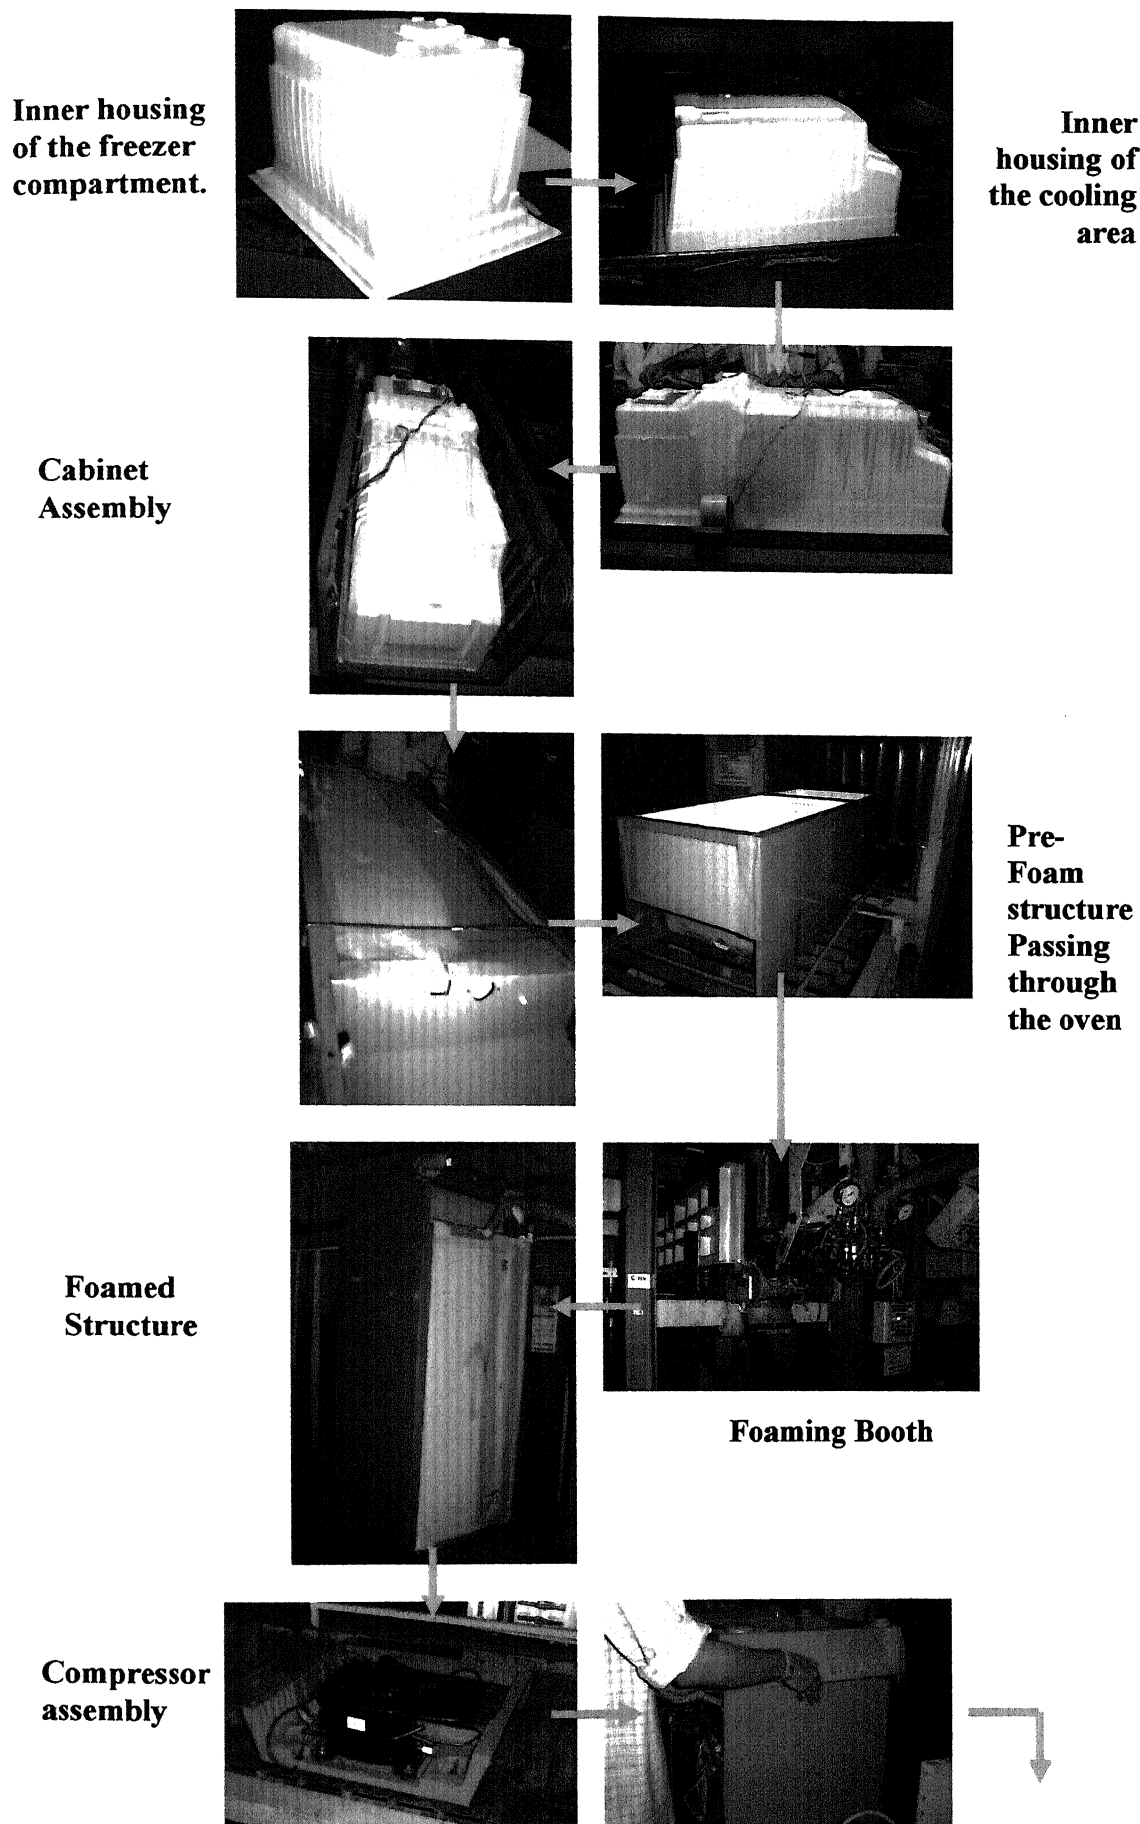 Inner housing
of the freezer
compartment.
Inner
housing of
the cooling
area
Cabinet
Assembly
Pre-
Foam
structure
Passing
through
the oven
Foamed
Structure
Foaming Booth
Compressor
assembly